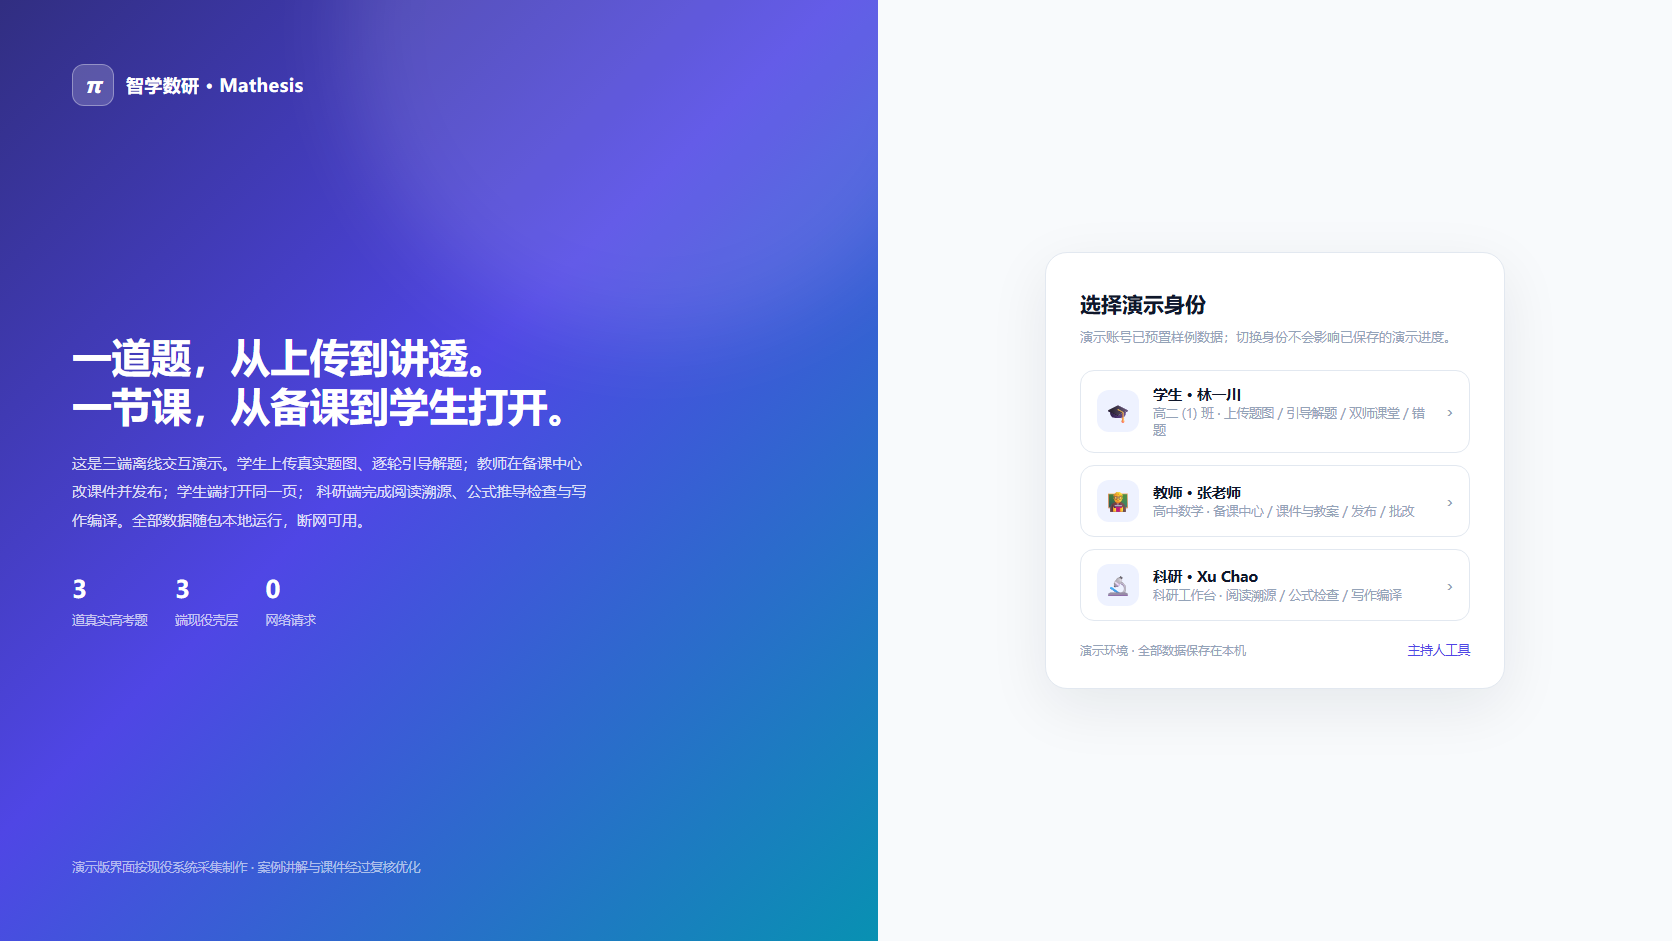 π 智学数研 • Mathesis
一道题，从上传到讲透。
一节课，从备课到学生打开。
这是三端离线交互演示。学生上传真实题图、逐轮引导解题；教师在备课中心
改课件并发布；学生端打开同一页； 科研端完成阅读溯源、公式推导检查与写
作编译。全部数据随包本地运行，断网可用。
3 3 0
道真实高考题 端现役壳层 网络请求
演示版界面按现役系统采集制作 · 案例讲解与课件经过复核优化
选择演示身份
演示账号已预置样例数据；切换身份不会影响已保存的演示进度。
学生 • 林一川
高二 (1) 班 · 上传题图 / 引导解题 / 双师课堂 / 错
题
›
教师 • 张老师
高中数学 · 备课中心 / 课件与教案 / 发布 / 批改
›
科研 • Xu Chao
科研工作台 · 阅读溯源 / 公式检查 / 写作编译
›
演示环境 · 全部数据保存在本机 主持人工具